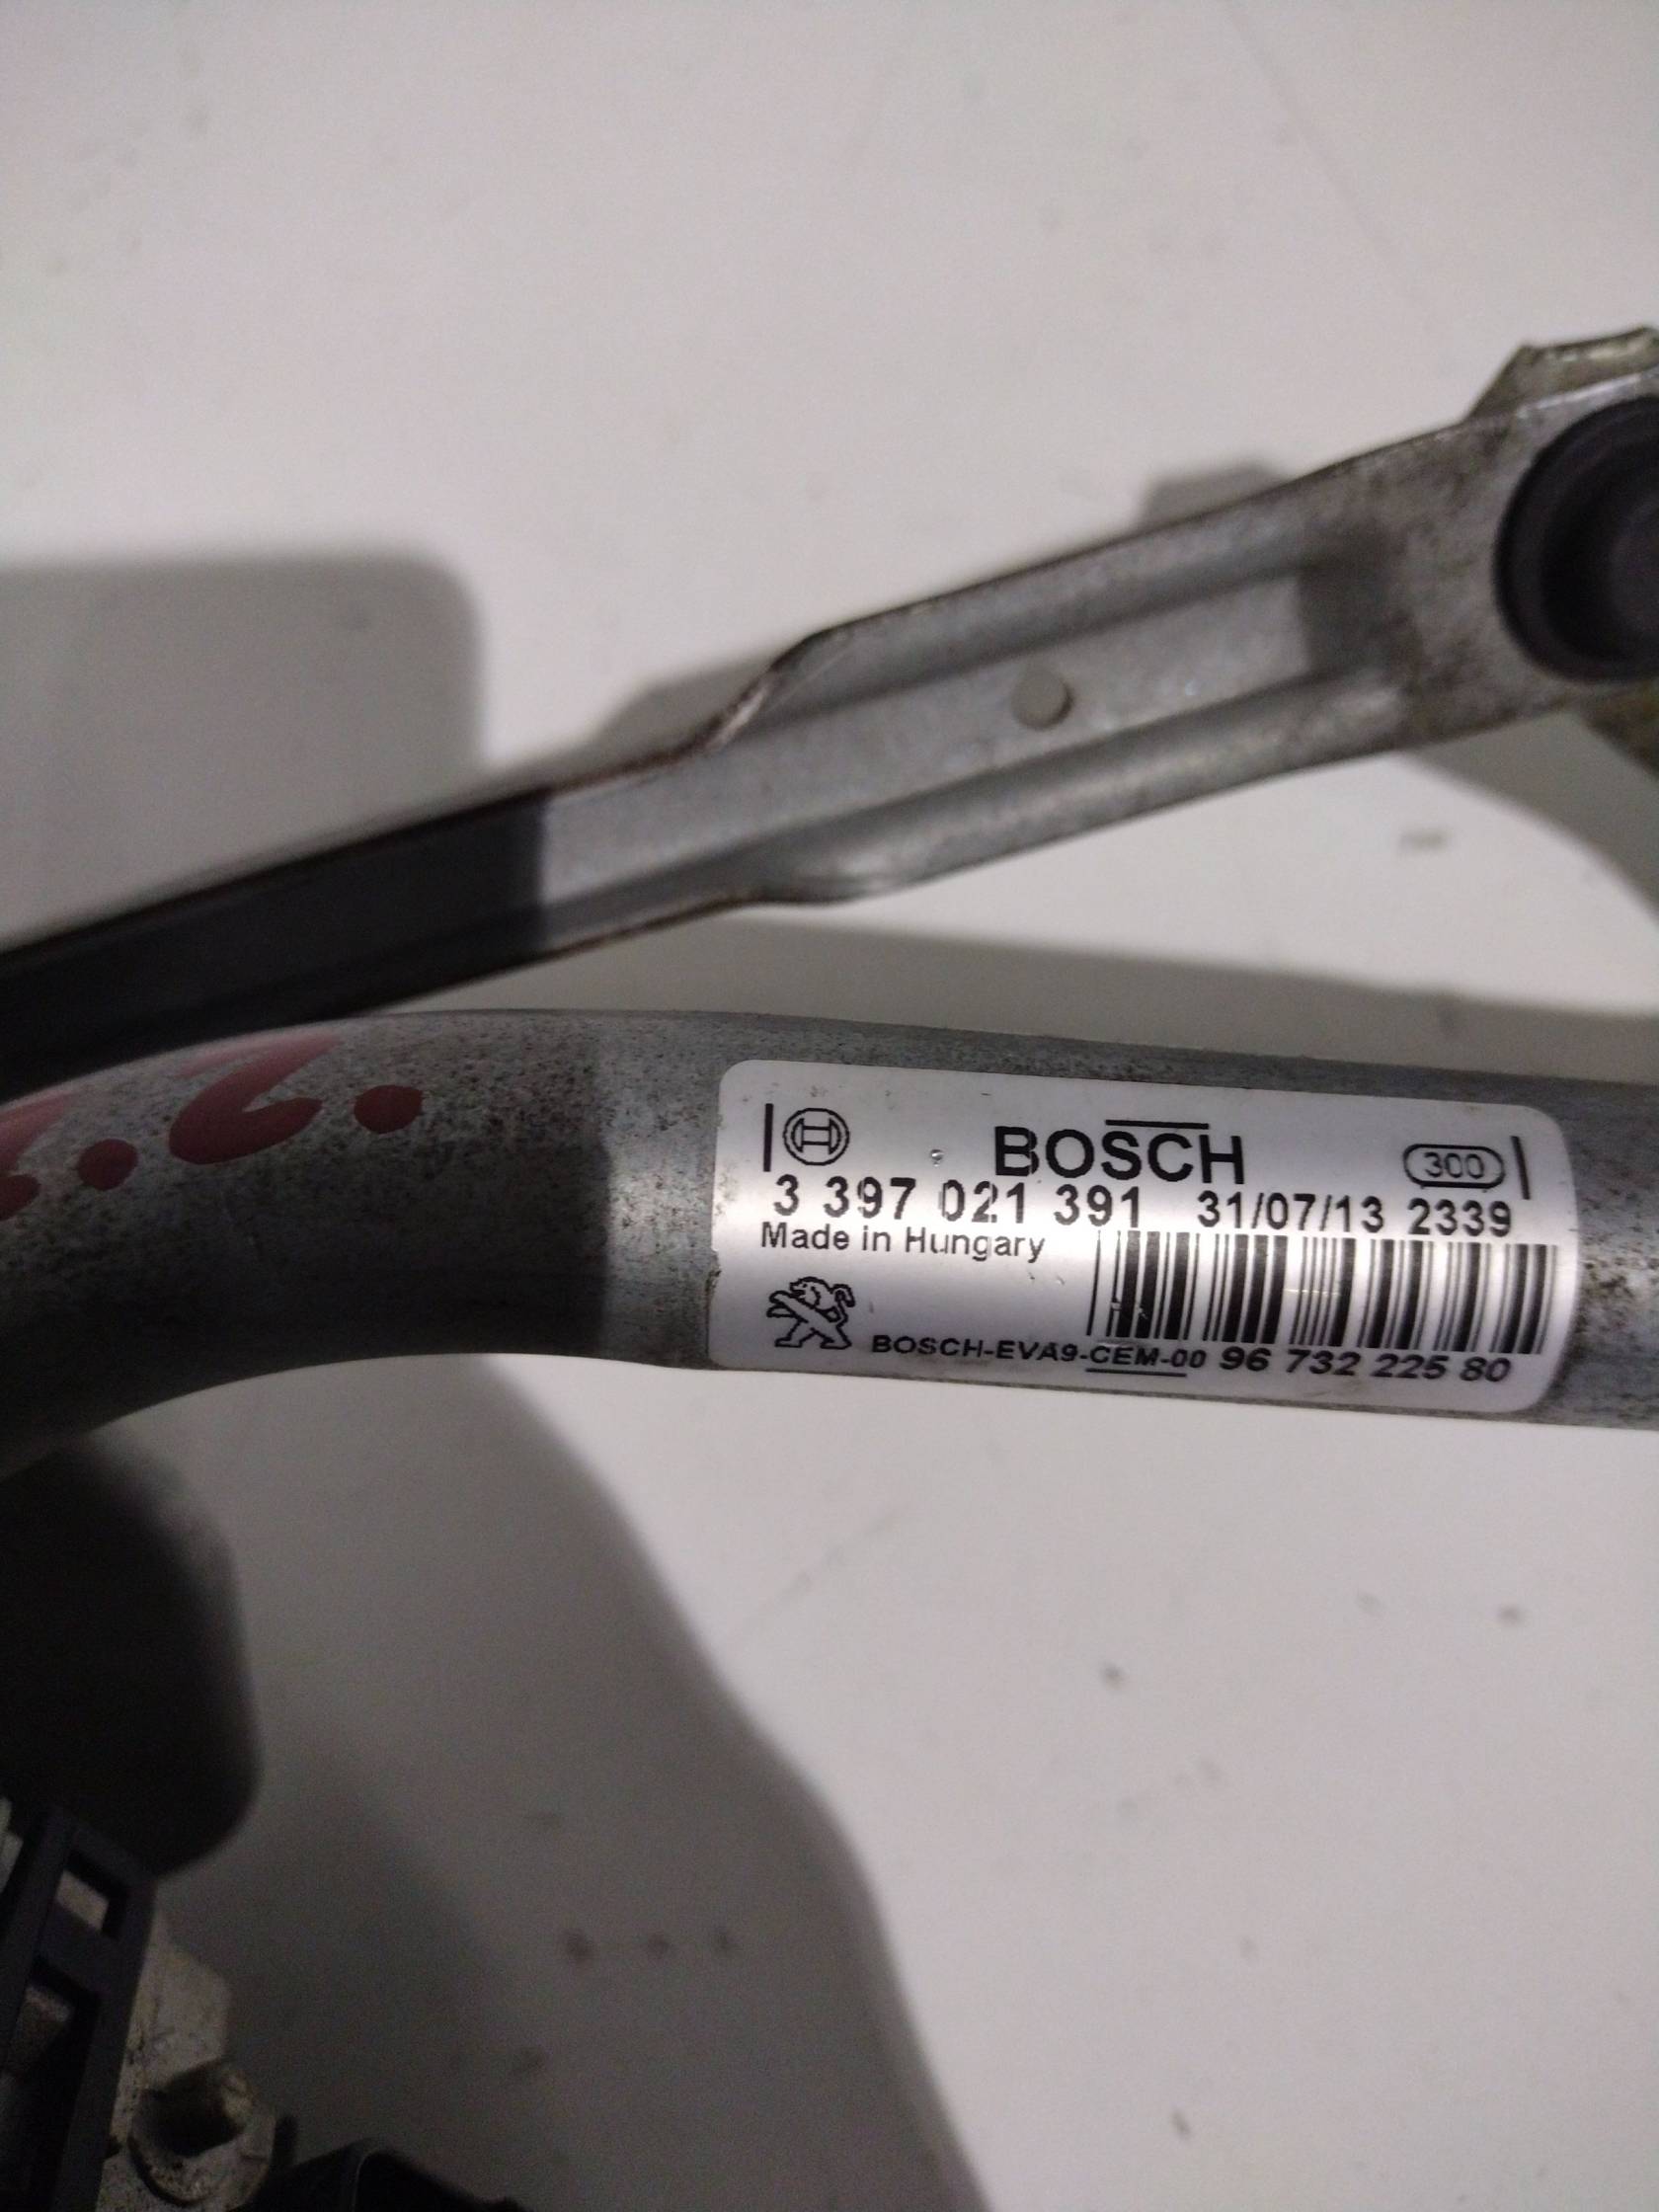 BOSCH 300
3 397 021 391 31/07/13 2339
Made in Hungary
BOSCH-EVA9-CEM-00 96 732 225 80
.2.